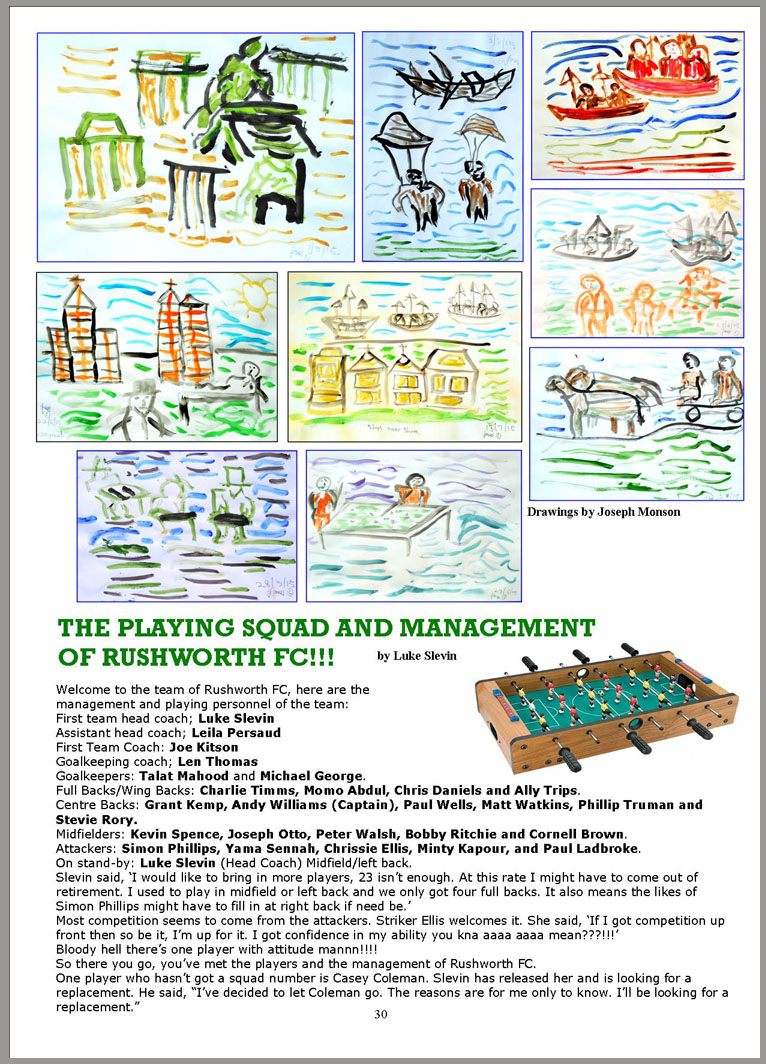 28/5/15
13/7/15
Drawings by Joseph Monson
THE PLAYING SQUAD AND MANAGEMENT
OF RUSHWORTH FC!!!
by Luke Slevin
Welcome to the team of Rushworth FC, here are the
management and playing personnel of the team:
First team head coach; Luke Slevin
Assistant head coach; Leila Persaud
First Team Coach: Joe Kitson
Goalkeeping coach; Len Thomas
Goalkeepers: Talat Mahood and Michael George.
Full Backs/Wing Backs: Charlie Timms, Momo Abdul, Chris Daniels and Ally Trips.
Centre Backs: Grant Kemp, Andy Williams (Captain), Paul Wells, Matt Watkins, Phillip Truman and
Stevie Rory.
Midfielders: Kevin Spence, Joseph Otto, Peter Walsh, Bobby Ritchie and Cornell Brown.
Attackers: Simon Phillips, Yama Sennah, Chrissie Ellis, Minty Kapour, and Paul Ladbroke.
On stand-by: Luke Slevin (Head Coach) Midfield/left back.
Slevin said, ‘I would like to bring in more players, 23 isn’t enough. At this rate I might have to come out of
retirement. I used to play in midfield or left back and we only got four full backs. It also means the likes of
Simon Phillips might have to fill in at right back if need be.’
Most competition seems to come from the attackers. Striker Ellis welcomes it. She said, ‘If I got competition up
front then so be it, I’m up for it. I got confidence in my ability you kna aaaa aaaa mean???!!!’
Bloody hell there’s one player with attitude mannn!!!!
So there you go, you’ve met the players and the management of Rushworth FC.
One player who hasn’t got a squad number is Casey Coleman. Slevin has released her and is looking for a
replacement. He said, “I’ve decided to let Coleman go. The reasons are for me only to know. I’ll be looking for a
replacement.”
30